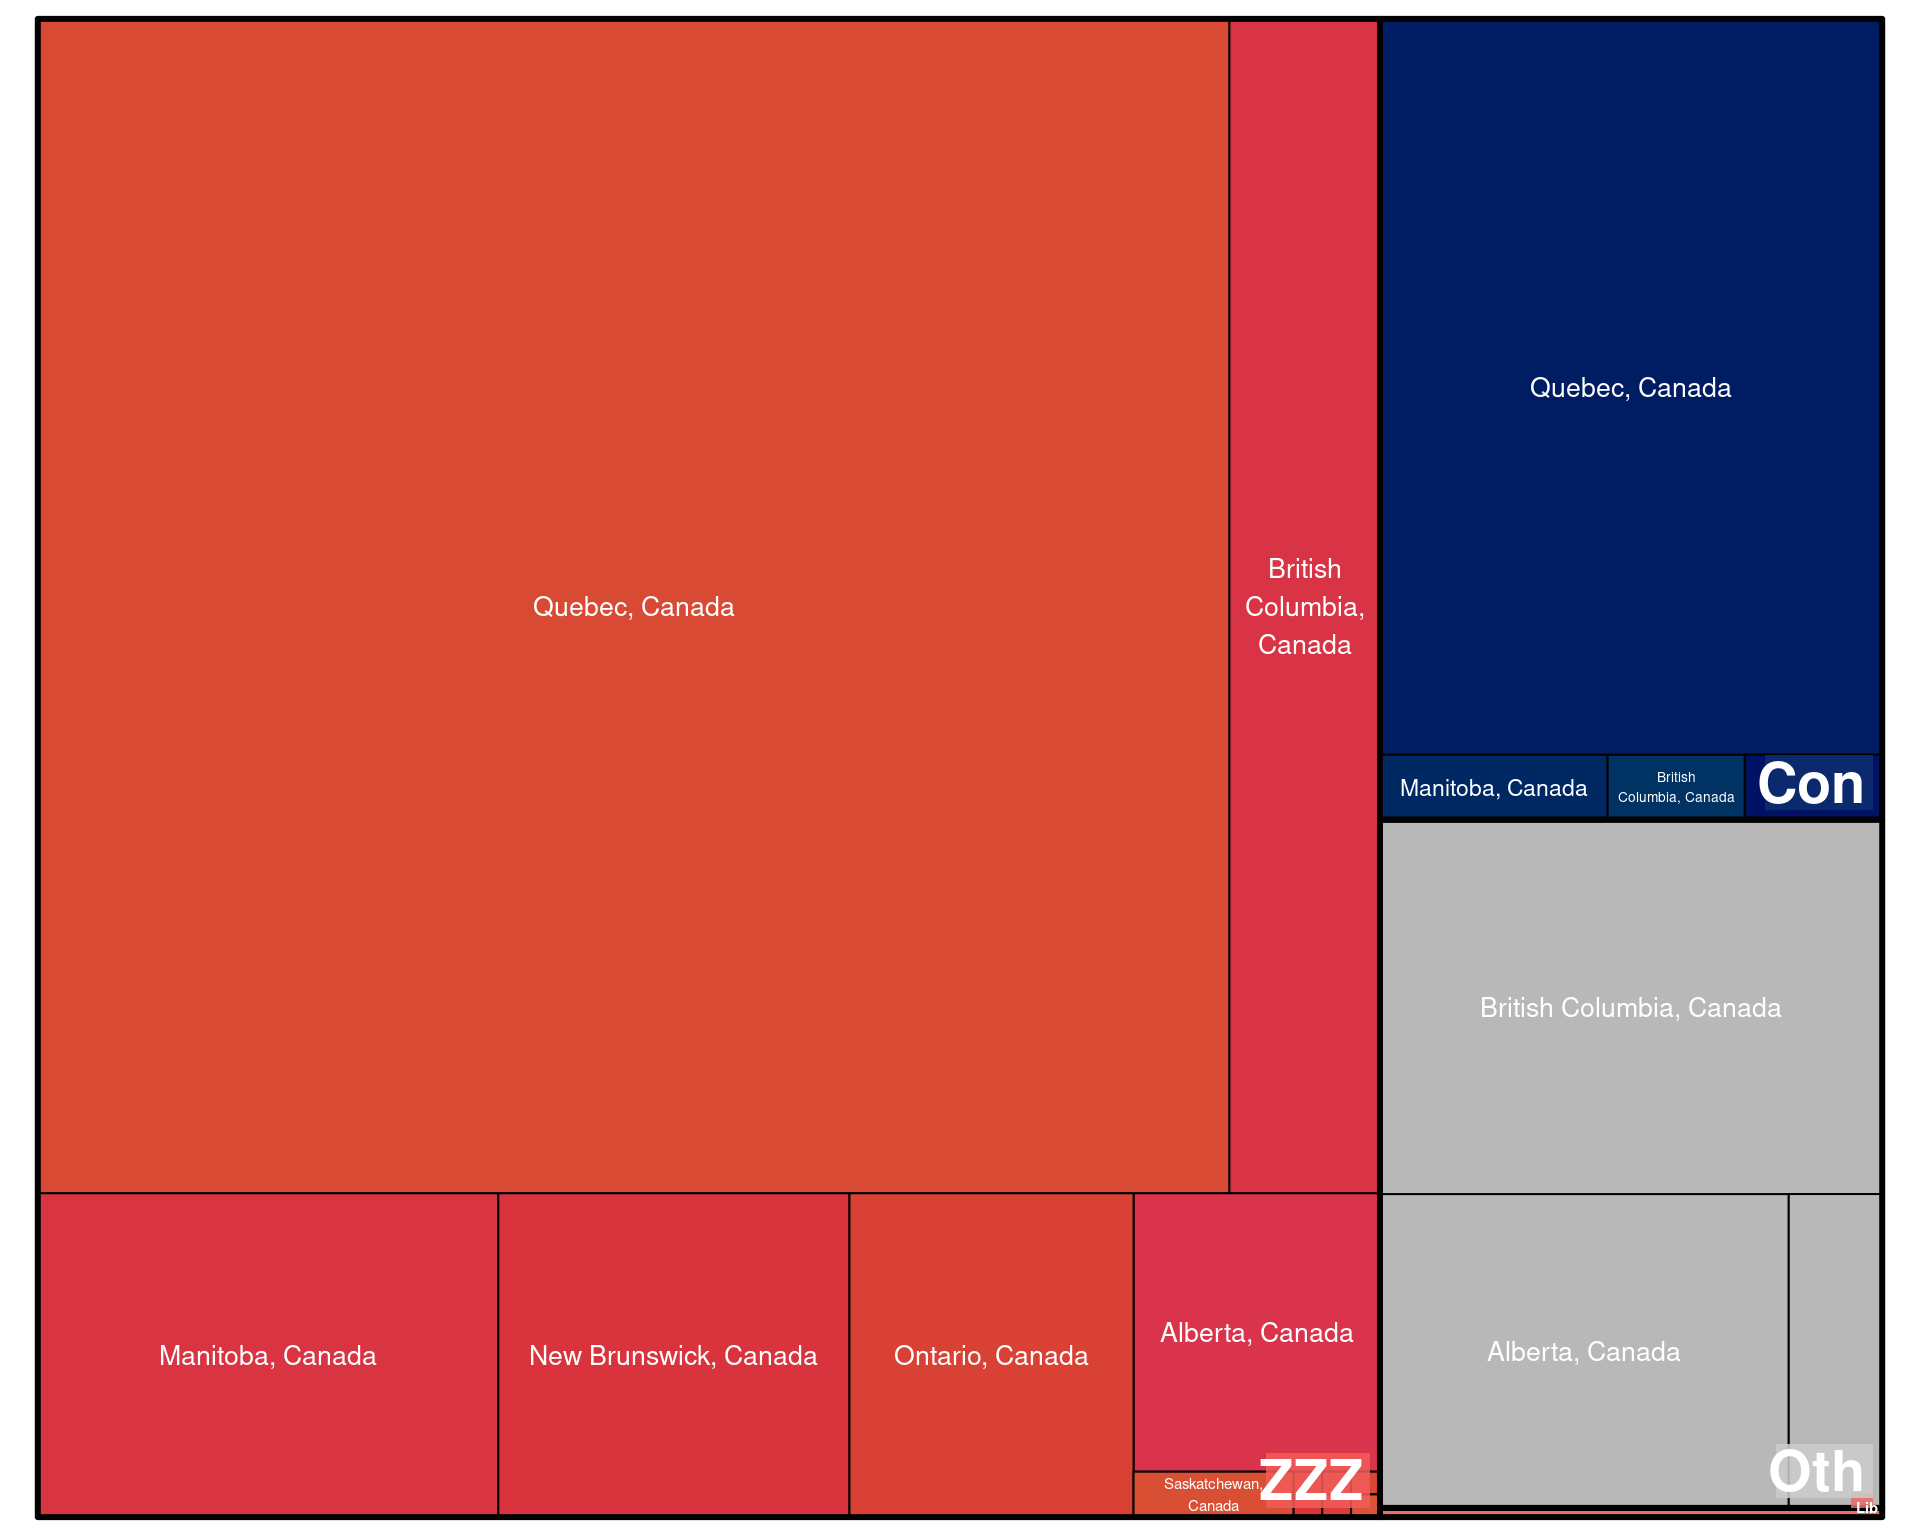 Quebec, Canada
British
Columbia,
Canada
Manitoba, Canada
New Brunswick, Canada
Ontario, Canada
Alberta, Canada
Saskatchewan,
Canada
ZZZ
Quebec, Canada
Manitoba, Canada
British
Columbia, Canada
Con
British Columbia, Canada
Alberta, Canada
Oth
Lib